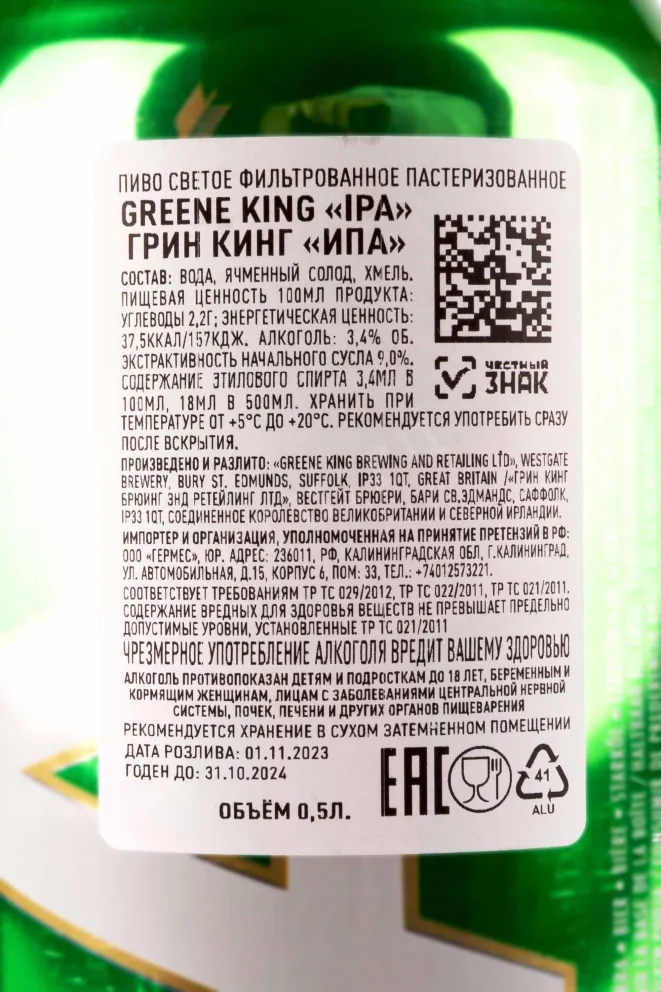 ПИВО СВЕТОЕ ФИЛЬТРОВАННОЕ ПАСТЕРИЗОВАННОЕ
GREENE KING «IPA»
ГРИН КИНГ «ИПА»
СОСТАВ: ВОДА, ЯЧМЕННЫЙ СОЛОД, ХМЕЛЬ.
ПИЩЕВАЯ ЦЕННОСТЬ 100МЛ ПРОДУКТА:
УГЛЕВОДЫ 2,2Г; ЭНЕРГЕТИЧЕСКАЯ ЦЕННОСТЬ:
37,5ККАЛ/157КДЖ. АЛКОГОЛЬ: 3,4% ОБ.
ЭКСТРАКТИВНОСТЬ НАЧАЛЬНОГО СУСЛА 9,0%.
СОДЕРЖАНИЕ ЭТИЛОВОГО СПИРТА 3,4МЛ В
100МЛ, 18МЛ В 500МЛ. ХРАНИТЬ ПРИ
ТЕМПЕРАТУРЕ ОТ +5°С ДО +20°С. РЕКОМЕНДУЕТСЯ УПОТРЕБИТЬ СРАЗУ
ПОСЛЕ ВСКРЫТИЯ.
ЧЕСТНЫЙ
ЗНАК
ПРОИЗВЕДЕНО И РАЗЛИТО: «GREENE KING BREWING AND RETAILING LTD», WESTGATE
BREWERY, BURY ST. EDMUNDS, SUFFOLK, IP33 1QT, GREAT BRITAIN /«ГРИН КИНГ
БРЮИНГ ЭНД РЕТЕЙЛИНГ ЛТД», ВЕСТГЕЙТ БРЮЕРИ, БАРИ СВ.ЭДМАНДС, САФФОЛК,
IP33 1QT, СОЕДИНЕННОЕ КОРОЛЕВСТВО ВЕЛИКОБРИТАНИИ И СЕВЕРНОЙ ИРЛАНДИИ.
ИМПОРТЕР И ОРГАНИЗАЦИЯ, УПОЛНОМОЧЕННАЯ НА ПРИНЯТИЕ ПРЕТЕНЗИЙ В РФ:
ООО «ГЕРМЕС», ЮР. АДРЕС: 236011, РФ, КАЛИНИНГРАДСКАЯ ОБЛ, Г.КАЛИНИНГРАД,
УЛ. АВТОМОБИЛЬНАЯ, Д.15, КОРПУС 6, ПОМ: 33, ТЕЛ.: +74012573221.
СООТВЕТСТВУЕТ ТРЕБОВАНИЯМ ТР ТС 029/2012, ТР ТС 022/2011, ТР ТС 021/2011.
СОДЕРЖАНИЕ ВРЕДНЫХ ДЛЯ ЗДОРОВЬЯ ВЕЩЕСТВ НЕ ПРЕВЫШАЕТ ПРЕДЕЛЬНО
ДОПУСТИМЫЕ УРОВНИ, УСТАНОВЛЕННЫЕ ТР ТС 021/2011
ЧРЕЗМЕРНОЕ УПОТРЕБЛЕНИЕ АЛКОГОЛЯ ВРЕДИТ ВАШЕМУ ЗДОРОВЬЮ
АЛКОГОЛЬ ПРОТИВОПОКАЗАН ДЕТЯМ И ПОДРОСТКАМ ДО 18 ЛЕТ, БЕРЕМЕННЫМ И
КОРМЯЩИМ ЖЕНЩИНАМ, ЛИЦАМ С ЗАБОЛЕВАНИЯМИ ЦЕНТРАЛЬНОЙ НЕРВНОЙ
СИСТЕМЫ, ПОЧЕК, ПЕЧЕНИ И ДРУГИХ ОРГАНОВ ПИЩЕВАРЕНИЯ
РЕКОМЕНДУЕТСЯ ХРАНЕНИЕ В СУХОМ ЗАТЕМНЕННОМ ПОМЕЩЕНИИ
ДАТА РОЗЛИВА: 01.11.2023
ГОДЕН ДО: 31.10.2024
ОБЪЁМ 0,5Л.
ЕАС
41
ALU